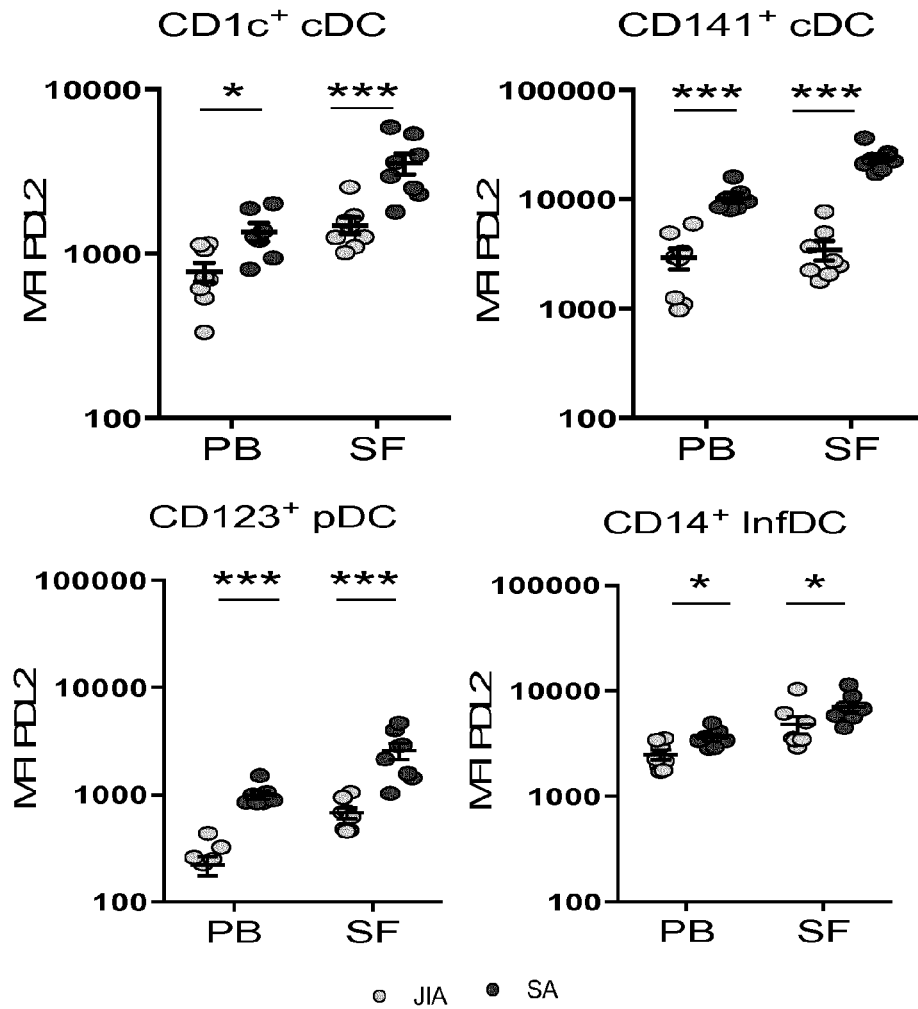 CD1c⁺ cDC
10000
1000
100
MFI PDL2
* ***
PB SF
CD141⁺ cDC
100000
10000
1000
100
MFI PDL2
*** ***
PB SF
CD123⁺ pDC
100000
10000
1000
100
MFI PDL2
*** ***
PB SF
CD14⁺ InfDC
100000
10000
1000
100
MFI PDL2
* *
PB SF
JIA SA